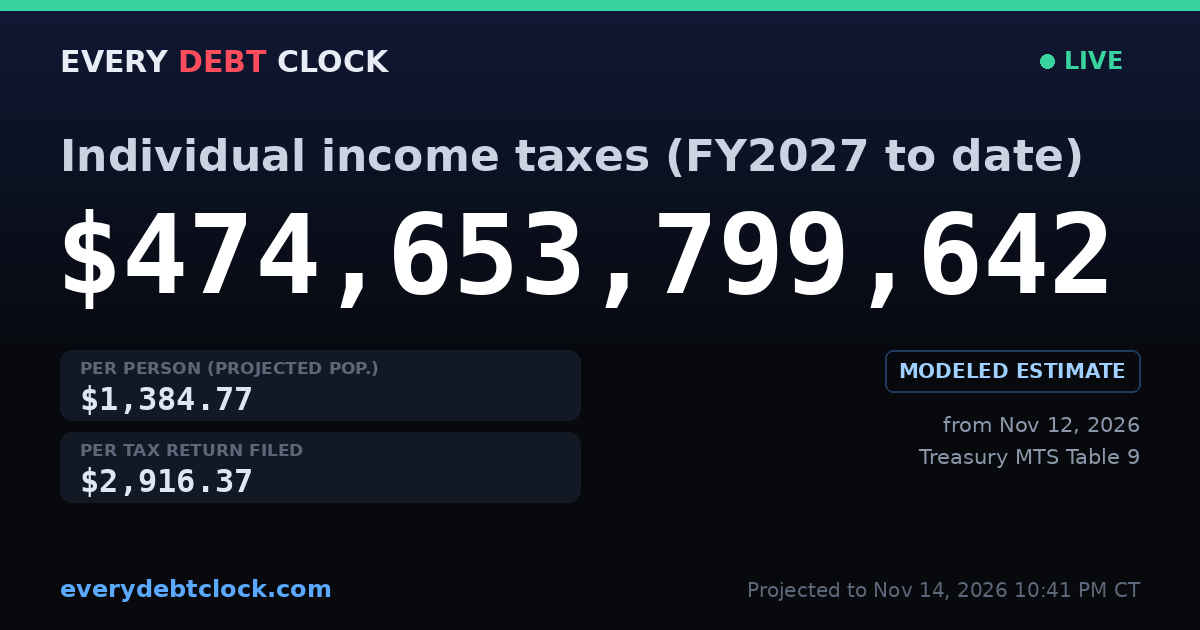 EVERY DEBT CLOCK
LIVE
Individual income taxes (FY2027 to date)
$474,653,799,642
PER PERSON (PROJECTED POP.)
$1,384.77
PER TAX RETURN FILED
$2,916.37
MODELED ESTIMATE
from Nov 12, 2026
Treasury MTS Table 9
everydebtclock.com
Projected to Nov 14, 2026 10:41 PM CT